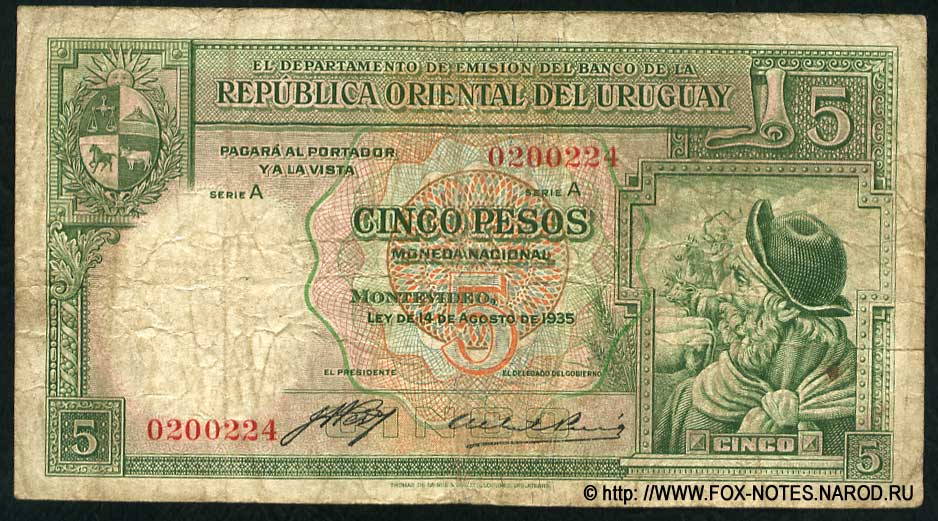 EL DEPARTAMENTO DE EMISION DEL BANCO DE LA
REPÚBLICA ORIENTAL DEL URUGUAY
5
PAGARÁ AL PORTADOR
Y A LA VISTA
0200224
SERIE A
SERIE A
CINCO PESOS
MONEDA NACIONAL
5
MONTEVIDEO,
LEY DE 14 DE AGOSTO DE 1935
EL PRESIDENTE
EL DELEGADO DEL GOBIERNO
5
0200224
CINCO
5
© http: //WWW.FOX-NOTES.NAROD.RU